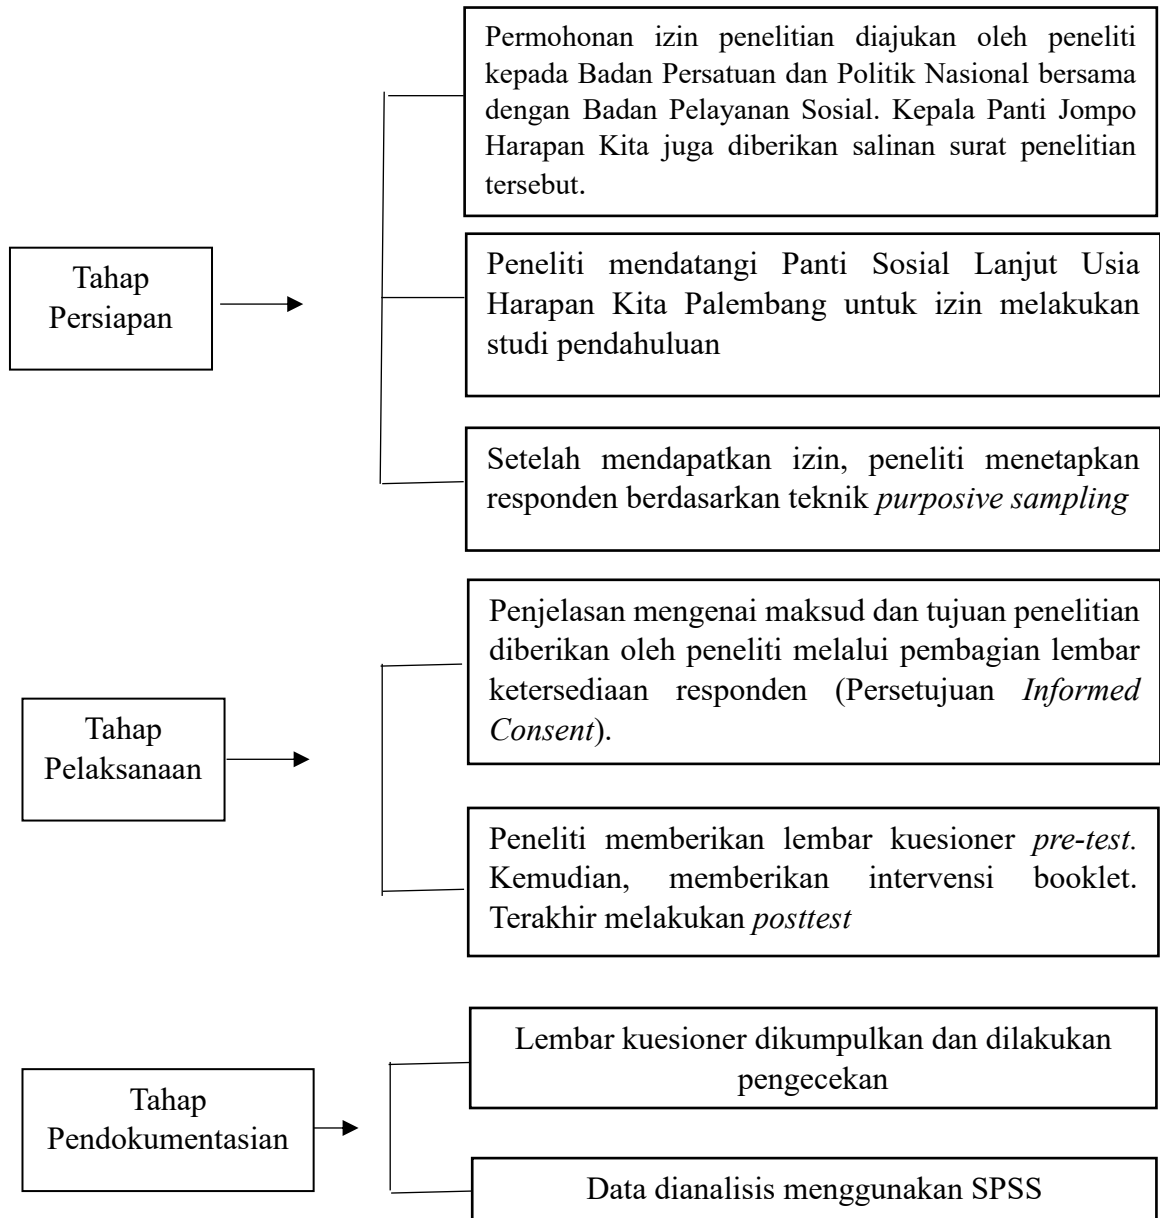 Permohonan izin penelitian diajukan oleh peneliti
kepada Badan Persatuan dan Politik Nasional bersama
dengan Badan Pelayanan Sosial. Kepala Panti Jompo
Harapan Kita juga diberikan salinan surat penelitian
tersebut.
Tahap
Persiapan
Peneliti mendatangi Panti Sosial Lanjut Usia
Harapan Kita Palembang untuk izin melakukan
studi pendahuluan
Setelah mendapatkan izin, peneliti menetapkan
responden berdasarkan teknik purposive sampling
Penjelasan mengenai maksud dan tujuan penelitian
diberikan oleh peneliti melalui pembagian lembar
ketersediaan responden (Persetujuan Informed
Consent).
Tahap
Pelaksanaan
Peneliti memberikan lembar kuesioner pre-test.
Kemudian, memberikan intervensi booklet.
Terakhir melakukan posttest
Lembar kuesioner dikumpulkan dan dilakukan
pengecekan
Tahap
Pendokumentasian
Data dianalisis menggunakan SPSS